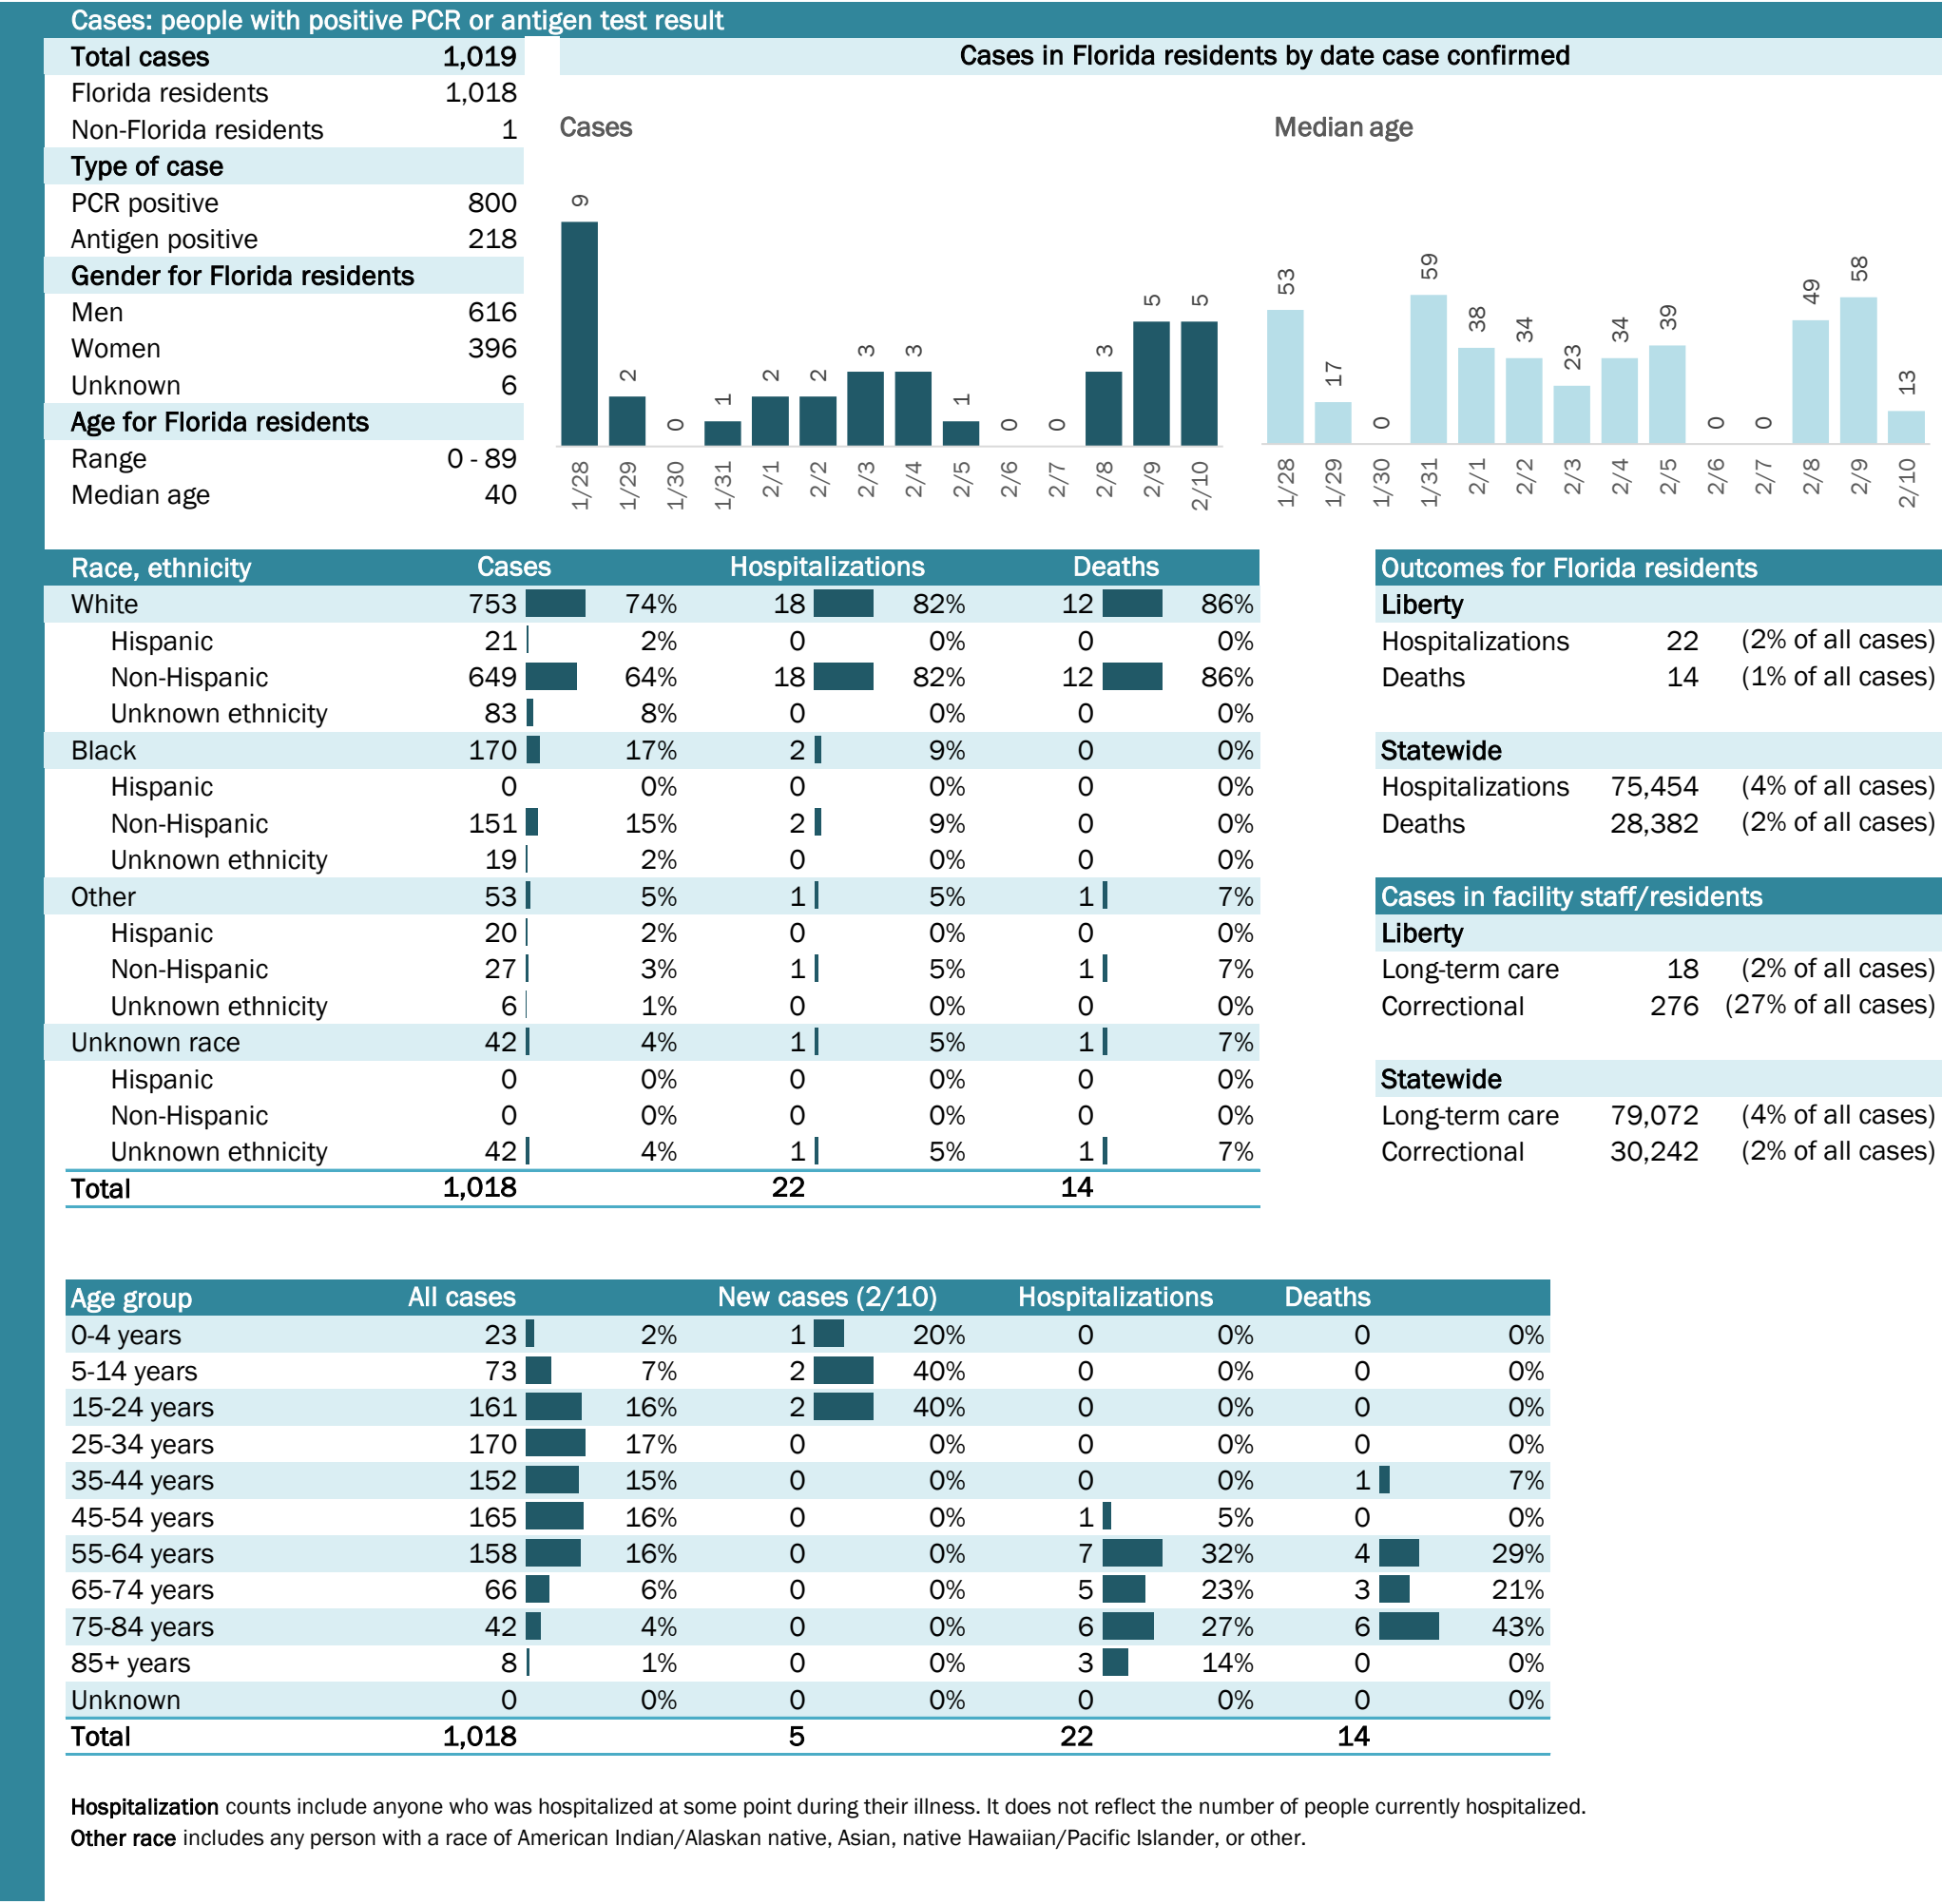 Cases: people with positive PCR or antigen test result
Total cases 1,019
Florida residents 1,018
Non-Florida residents 1
Type of case
PCR positive 800
Antigen positive 218
Gender for Florida residents
Men 616
Women 396
Unknown 6
Age for Florida residents
Range 0 - 89
Median age 40
Cases in Florida residents by date case confirmed
Cases
9 2 0 1 2 2 3 3 1 0 0 3 5 5
1/28 1/29 1/30 1/31 2/1 2/2 2/3 2/4 2/5 2/6 2/7 2/8 2/9 2/10
Median age
53 17 0 59 38 34 23 34 39 0 0 49 58 13
1/28 1/29 1/30 1/31 2/1 2/2 2/3 2/4 2/5 2/6 2/7 2/8 2/9 2/10
Race, ethnicity Cases Hospitalizations Deaths
White 753 74% 18 82% 12 86%
Hispanic 21 2% 0 0% 0 0%
Non-Hispanic 649 64% 18 82% 12 86%
Unknown ethnicity 83 8% 0 0% 0 0%
Black 170 17% 2 9% 0 0%
Hispanic 0 0% 0 0% 0 0%
Non-Hispanic 151 15% 2 9% 0 0%
Unknown ethnicity 19 2% 0 0% 0 0%
Other 53 5% 1 5% 1 7%
Hispanic 20 2% 0 0% 0 0%
Non-Hispanic 27 3% 1 5% 1 7%
Unknown ethnicity 6 1% 0 0% 0 0%
Unknown race 42 4% 1 5% 1 7%
Hispanic 0 0% 0 0% 0 0%
Non-Hispanic 0 0% 0 0% 0 0%
Unknown ethnicity 42 4% 1 5% 1 7%
Total 1,018 22 14
Outcomes for Florida residents
Liberty
Hospitalizations 22 (2% of all cases)
Deaths 14 (1% of all cases)
Statewide
Hospitalizations 75,454 (4% of all cases)
Deaths 28,382 (2% of all cases)
Cases in facility staff/residents
Liberty
Long-term care 18 (2% of all cases)
Correctional 276 (27% of all cases)
Statewide
Long-term care 79,072 (4% of all cases)
Correctional 30,242 (2% of all cases)
Age group All cases New cases (2/10) Hospitalizations Deaths
0-4 years 23 2% 1 20% 0 0% 0 0%
5-14 years 73 7% 2 40% 0 0% 0 0%
15-24 years 161 16% 2 40% 0 0% 0 0%
25-34 years 170 17% 0 0% 0 0% 0 0%
35-44 years 152 15% 0 0% 0 0% 1 7%
45-54 years 165 16% 0 0% 1 5% 0 0%
55-64 years 158 16% 0 0% 7 32% 4 29%
65-74 years 66 6% 0 0% 5 23% 3 21%
75-84 years 42 4% 0 0% 6 27% 6 43%
85+ years 8 1% 0 0% 3 14% 0 0%
Unknown 0 0% 0 0% 0 0% 0 0%
Total 1,018 5 22 14
Hospitalization counts include anyone who was hospitalized at some point during their illness. It does not reflect the number of people currently hospitalized.
Other race includes any person with a race of American Indian/Alaskan native, Asian, native Hawaiian/Pacific Islander, or other.